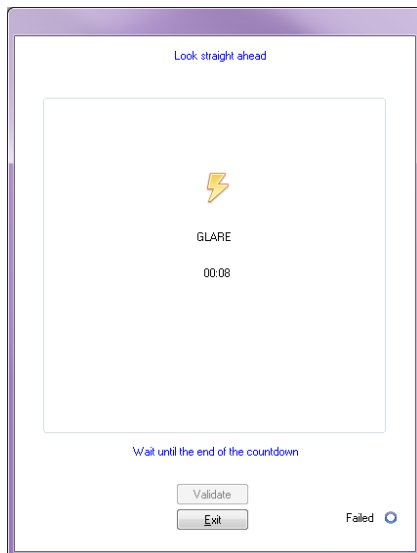 Look straight ahead
GLARE
00:08
Wait until the end of the countdown
Validate
Exit
Failed